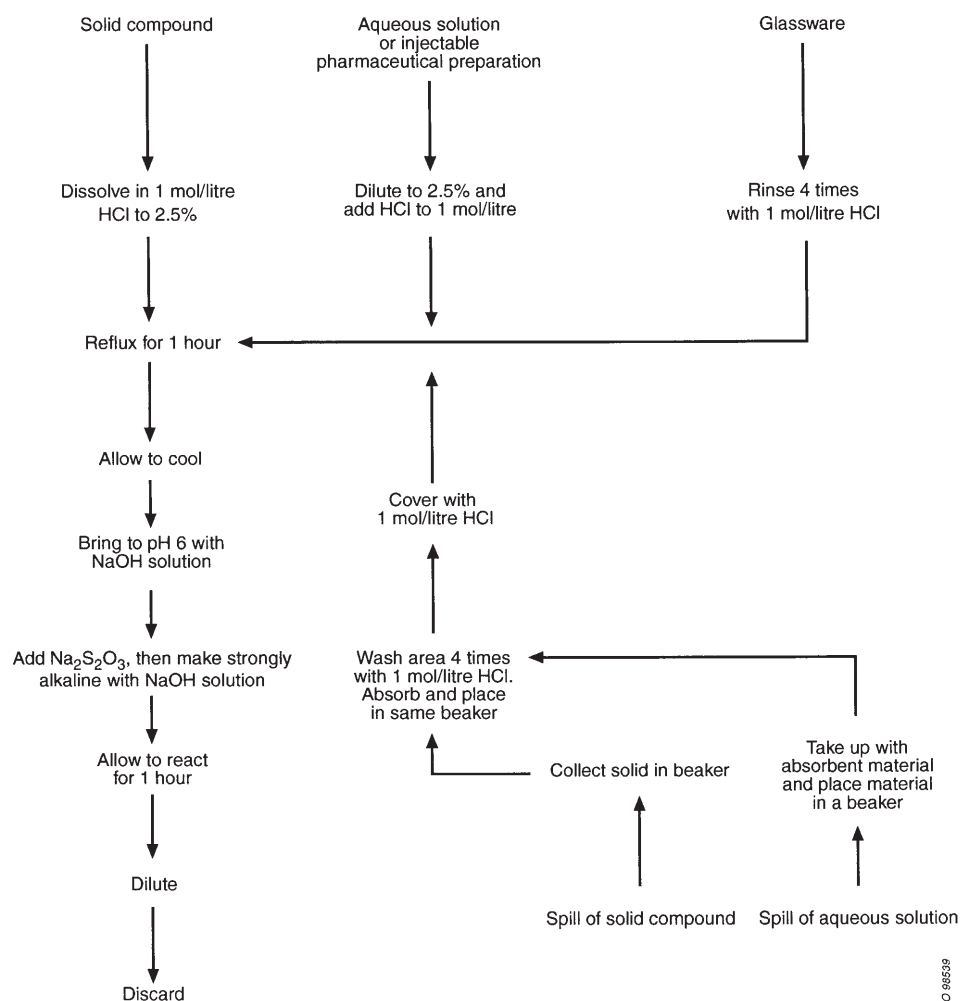 Solid compound
Aqueous solution
or injectable
pharmaceutical preparation
Glassware
Dissolve in 1 mol/litre
HCl to 2.5%
Dilute to 2.5% and
add HCl to 1 mol/litre
Rinse 4 times
with 1 mol/litre HCl
Reflux for 1 hour
Allow to cool
Cover with
1 mol/litre HCl
Bring to pH 6 with
NaOH solution
Add Na₂S₂O₃, then make strongly
alkaline with NaOH solution
Wash area 4 times
with 1 mol/litre HCl.
Absorb and place
in same beaker
Allow to react
for 1 hour
Collect solid in beaker
Take up with
absorbent material
and place material
in a beaker
Dilute
Spill of solid compound
Spill of aqueous solution
Discard
O 98539